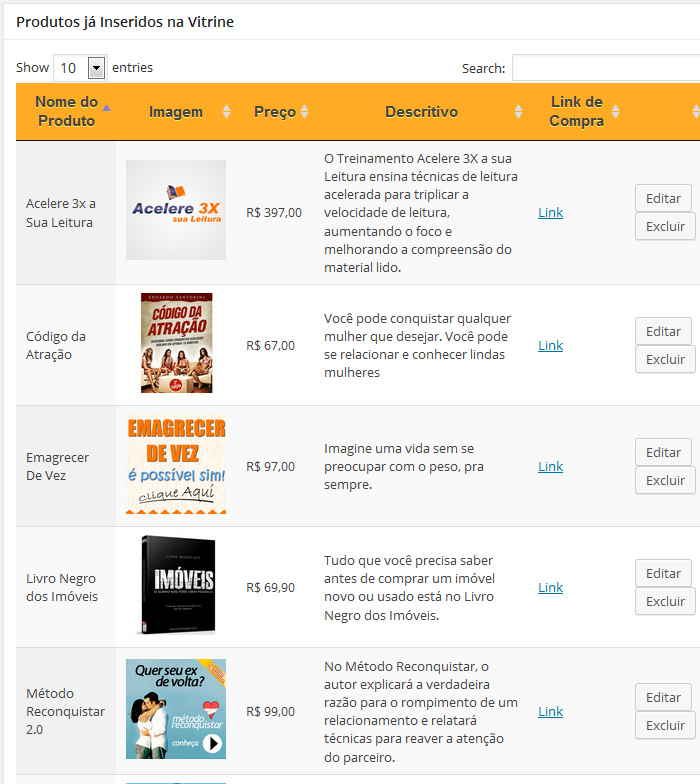 Produtos já Inseridos na Vitrine
Show 10 entries
Search:
Nome do
Produto
Imagem
Preço
Descritivo
Link de
Compra
Acelere 3x a
Sua Leitura
Acelere 3X
sua Leitura
R$ 397,00
O Treinamento Acelere 3X a sua
Leitura ensina técnicas de leitura
acelerada para triplicar a
velocidade de leitura,
aumentando o foco e
melhorando a compreensão do
material lido.
Link
Editar
Excluir
Código da
Atração
EDUARDO SANTORINI
CÓDIGO DA
ATRAÇÃO
R$ 67,00
Você pode conquistar qualquer
mulher que desejar. Você pode
se relacionar e conhecer lindas
mulheres
Link
Editar
Excluir
Emagrecer
De Vez
EMAGRECER
DE VEZ
é possível sim!
clique Aqui
R$ 97,00
Imagine uma vida sem se
preocupar com o peso, pra
sempre.
Link
Editar
Excluir
Livro Negro
dos Imóveis
LIVRO NEGRO DOS
IMÓVEIS
R$ 69,90
Tudo que você precisa saber
antes de comprar um imóvel
novo ou usado está no Livro
Negro dos Imóveis.
Link
Editar
Excluir
Método
Reconquistar
2.0
Quer seu ex
de volta?
método
reconquistar
conheça
R$ 99,00
No Método Reconquistar, o
autor explicará a verdadeira
razão para o rompimento de um
relacionamento e relatará
técnicas para reaver a atenção
do parceiro.
Link
Editar
Excluir